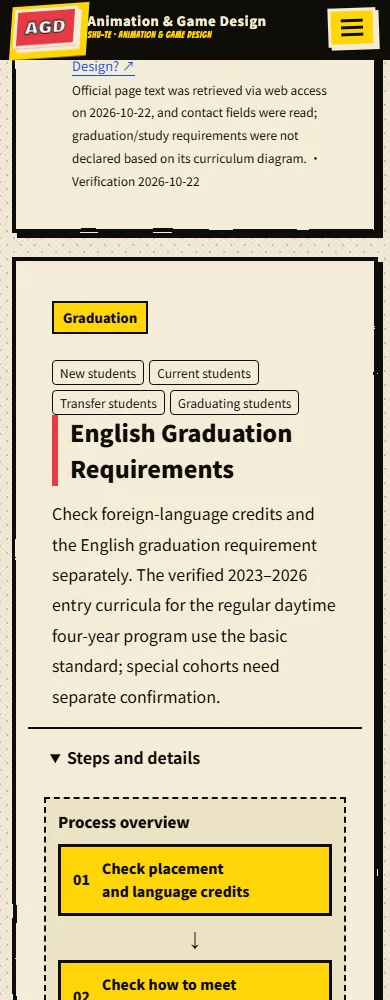 AGD
Animation & Game Design
SHU-TE · ANIMATION & GAME DESIGN
Design? ↗
Official page text was retrieved via web access
on 2026-10-22, and contact fields were read;
graduation/study requirements were not
declared based on its curriculum diagram. ・
Verification 2026-10-22
Graduation
New students
Current students
Transfer students
Graduating students
English Graduation
Requirements
Check foreign-language credits and
the English graduation requirement
separately. The verified 2023–2026
entry curricula for the regular daytime
four-year program use the basic
standard; special cohorts need
separate confirmation.
▼ Steps and details
Process overview
01 Check placement
and language credits
↓
02 Check how to meet